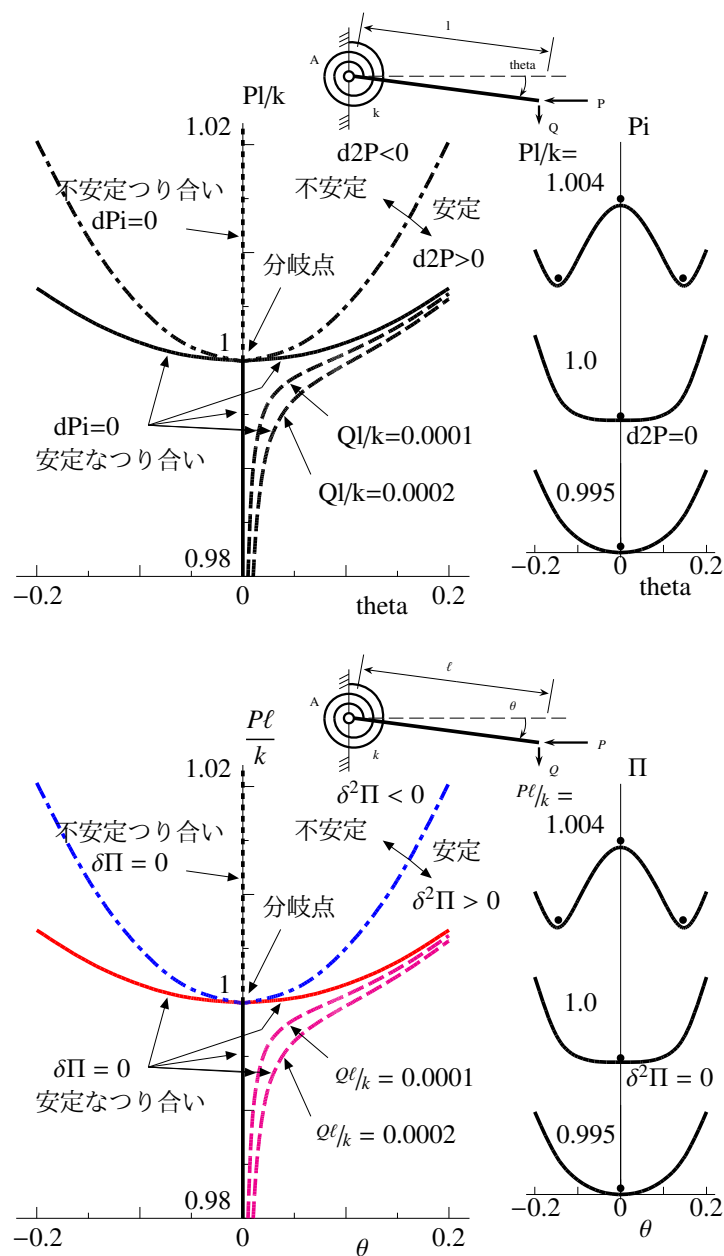 l
A
theta
k
P
Q
Pl/k
1.02
d2P<0
Pl/k=
Pi
不安定つり合い
dPi=0
不安定
安定
d2P>0
1.004
分岐点
1
1.0
dPi=0
安定なつり合い
Ql/k=0.0001
Ql/k=0.0002
d2P=0
0.995
0.98
−0.2
0
theta
0.2
−0.2
0
0.2
theta
ℓ
A
θ
k
P
Q
Pℓ
k
1.02
δ²Π < 0
Pℓ/k =
Π
不安定つり合い
δΠ = 0
不安定
安定
δ²Π > 0
1.004
分岐点
1
1.0
δΠ = 0
安定なつり合い
Qℓ/k = 0.0001
Qℓ/k = 0.0002
δ²Π = 0
0.995
0.98
−0.2
0
θ
0.2
−0.2
0
0.2
θ